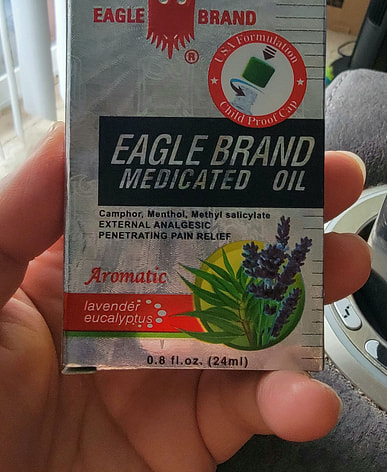 EAGLE BRAND
®
USA Formulation
Child Proof Cap
EAGLE BRAND
MEDICATED OIL
Camphor, Menthol, Methyl salicylate
EXTERNAL ANALGESIC
PENETRATING PAIN RELIEF
Aromatic
lavender
eucalyptus
0.8 fl.oz. (24ml)